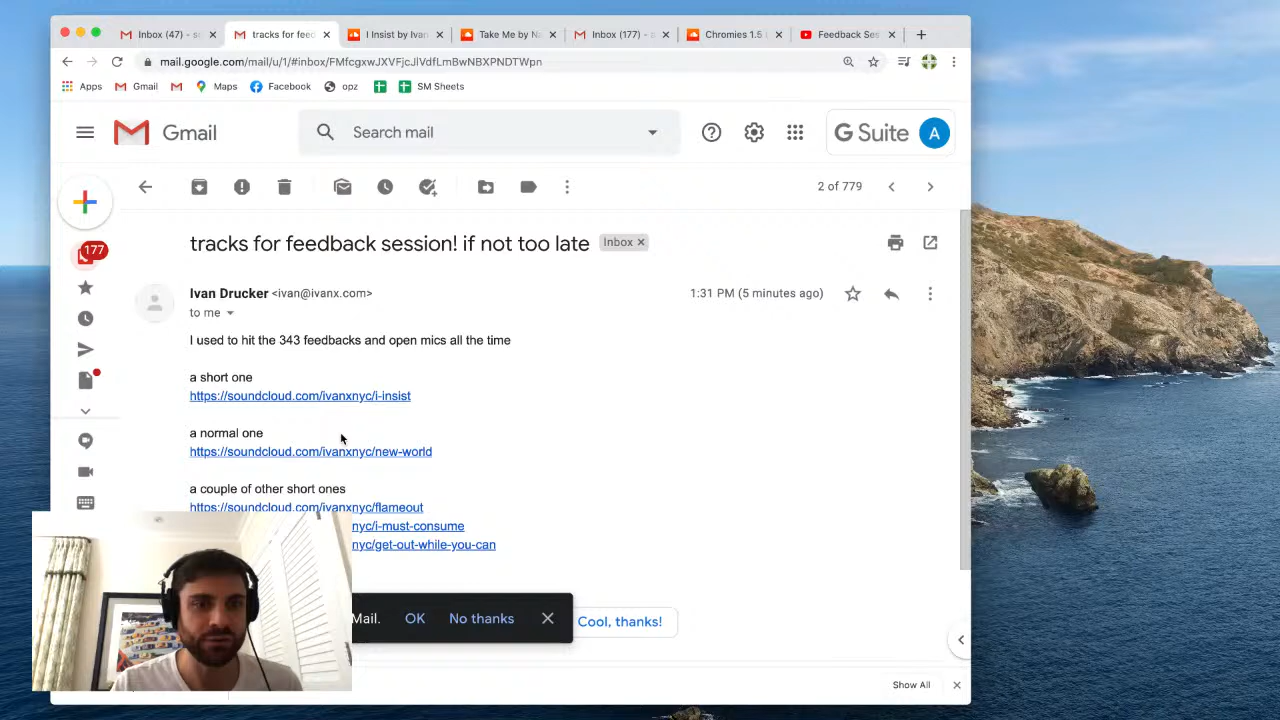 Inbox (47) - s
tracks for feed
I Insist by Ivan
Take Me by N
Inbox (177) - s
Chromies 1.5
Feedback Ses
mail.google.com/mail/u/1/#inbox/FMfcgxwJXVFjcJlVdfLmBwNBXPNDTWpn
Apps Gmail Maps Facebook opz SM Sheets
Gmail
Search mail
G Suite A
2 of 779
177
tracks for feedback session! if not too late Inbox
Ivan Drucker <ivan@ivanx.com> 1:31 PM (5 minutes ago)
to me
I used to hit the 343 feedbacks and open mics all the time
a short one
https://soundcloud.com/ivanxnyc/i-insist
a normal one
https://soundcloud.com/ivanxnyc/new-world
a couple of other short ones
https://soundcloud.com/ivanxnyc/flameout
nyc/i-must-consume
nyc/get-out-while-you-can
Mail. OK No thanks
Cool, thanks!
Show All